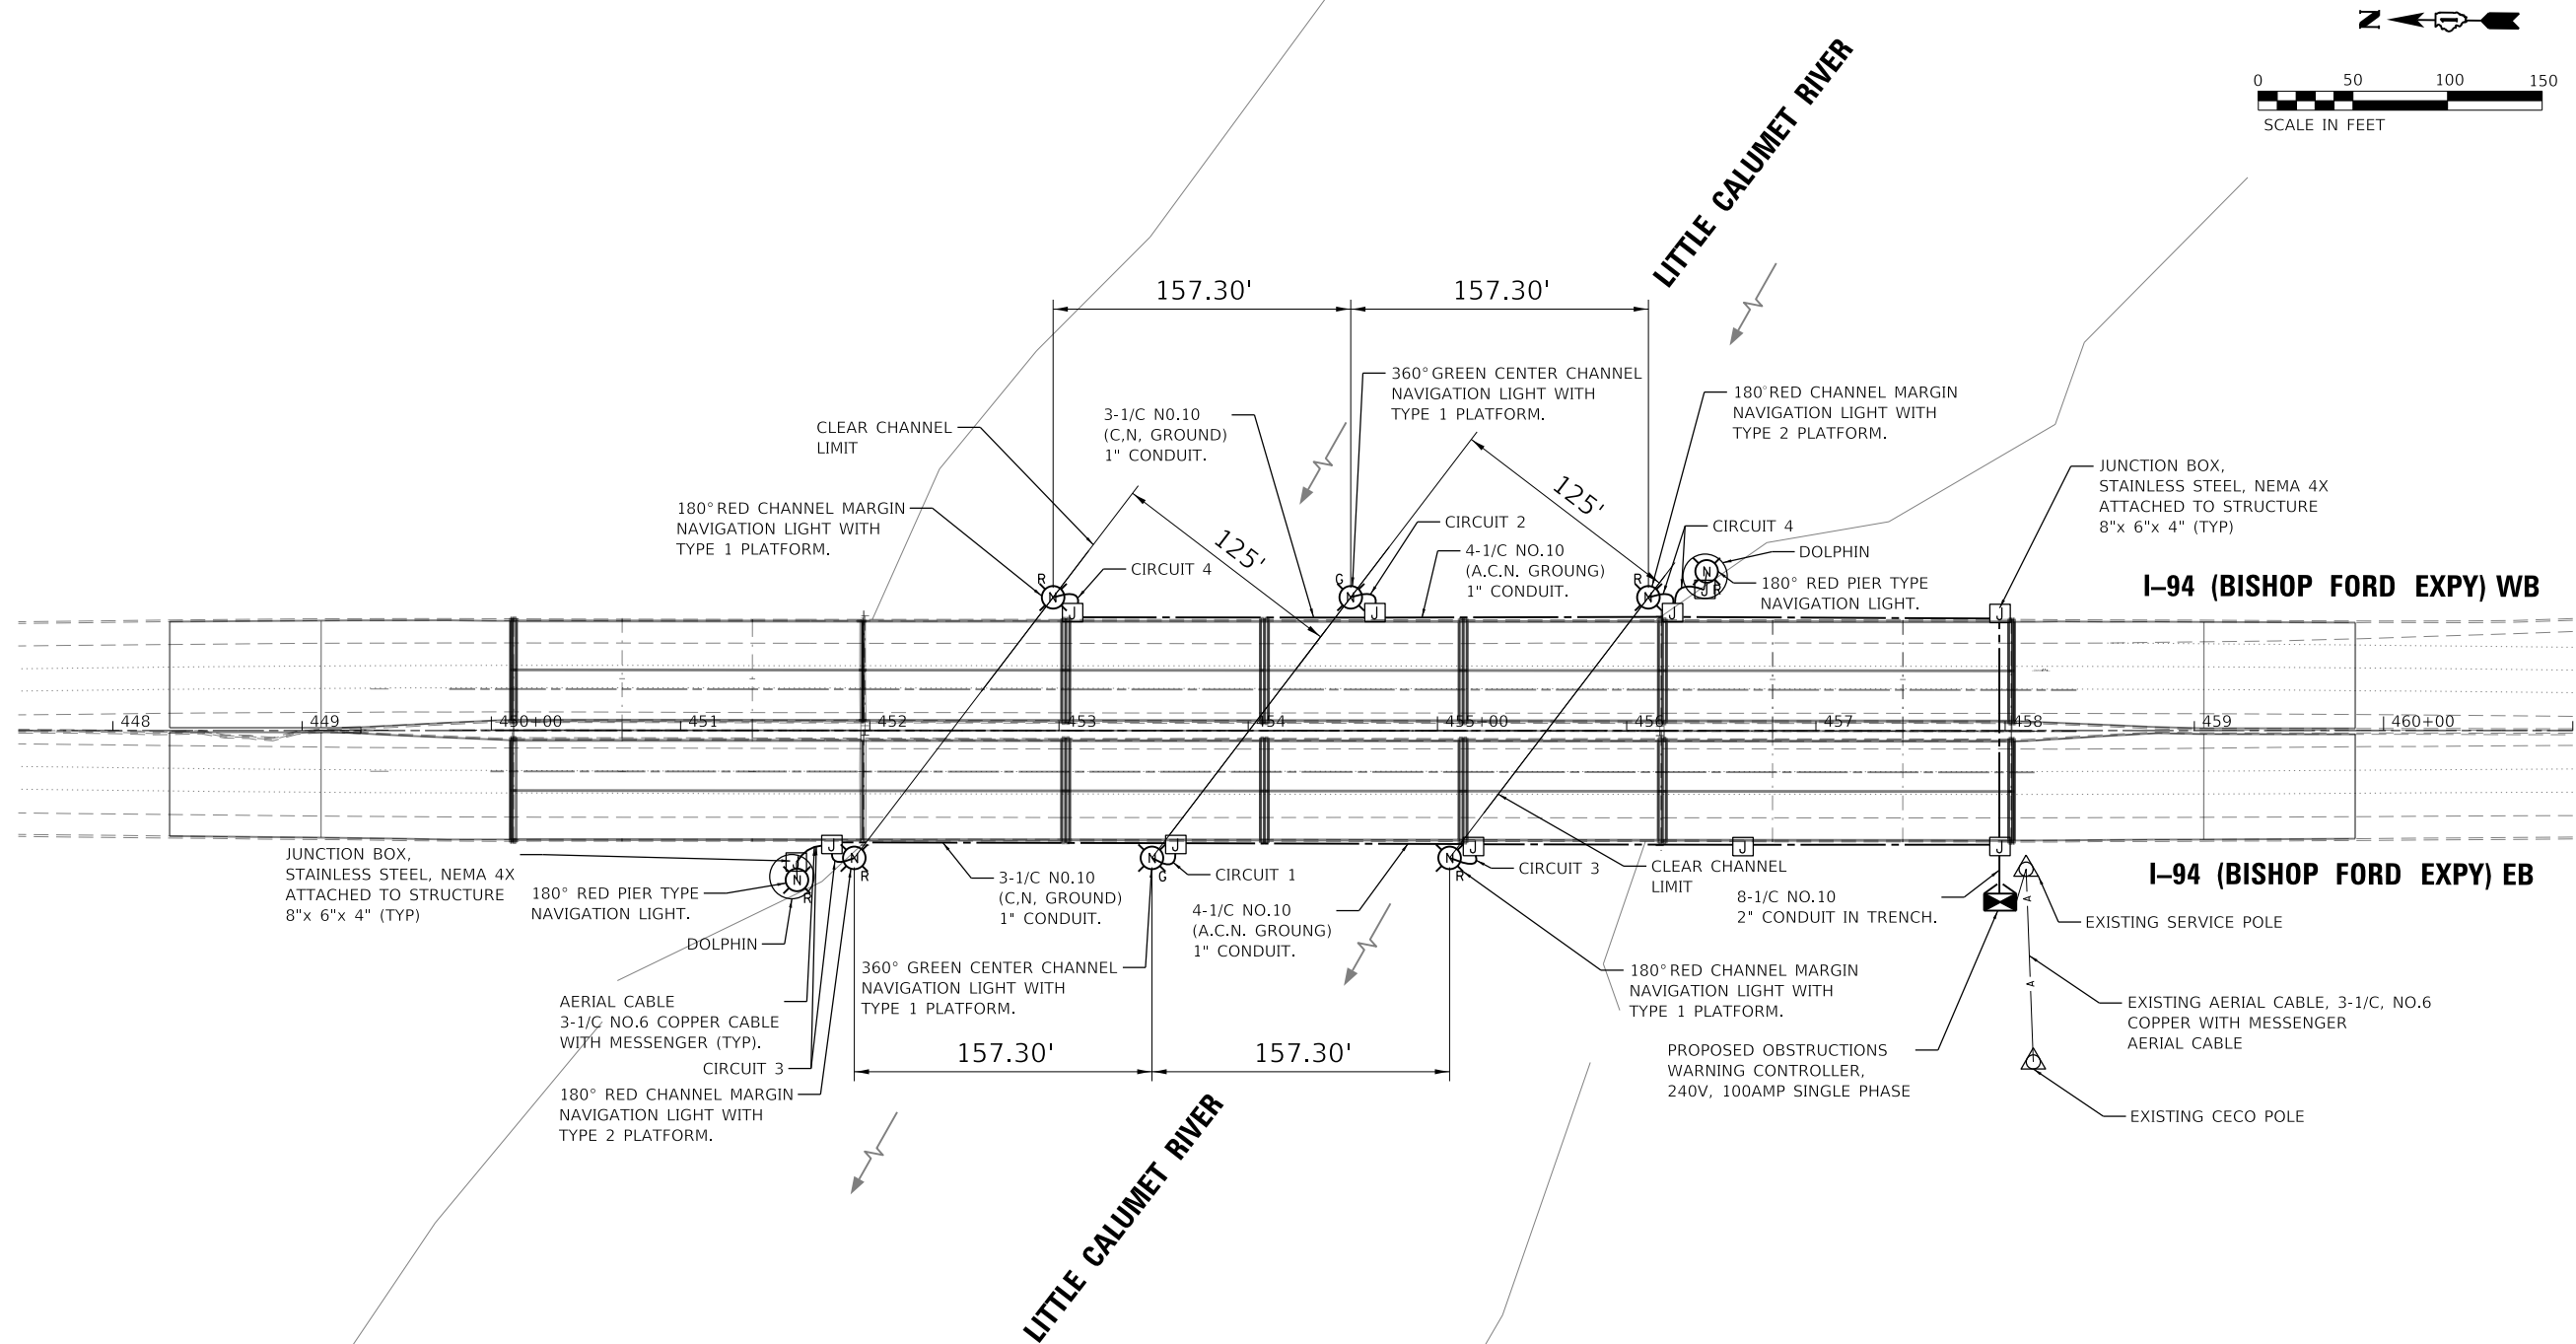 N
0 50 100 150
SCALE IN FEET
LITTLE CALUMET RIVER
157.30'
157.30'
360° GREEN CENTER CHANNEL
NAVIGATION LIGHT WITH
TYPE 1 PLATFORM.
180° RED CHANNEL MARGIN
NAVIGATION LIGHT WITH
TYPE 2 PLATFORM.
3-1/C N0.10
(C,N, GROUND)
1" CONDUIT.
CLEAR CHANNEL
LIMIT
JUNCTION BOX,
STAINLESS STEEL, NEMA 4X
ATTACHED TO STRUCTURE
8"x 6"x 4" (TYP)
180° RED CHANNEL MARGIN
NAVIGATION LIGHT WITH
TYPE 1 PLATFORM.
125'
125'
CIRCUIT 2
CIRCUIT 4
4-1/C NO.10
(A.C.N. GROUNG)
1" CONDUIT.
DOLPHIN
CIRCUIT 4
180° RED PIER TYPE
NAVIGATION LIGHT.
R
N
J
G
N
J
R
N
J
N
J
R
J
I–94 (BISHOP FORD EXPY) WB
448 449 450+00 451 452 453 454 455+00 456 457 458 459 460+00
J
N
R
J
N
R
J
N
G
J
N
R
J
J
JUNCTION BOX,
STAINLESS STEEL, NEMA 4X
ATTACHED TO STRUCTURE
8"x 6"x 4" (TYP)
180° RED PIER TYPE
NAVIGATION LIGHT.
DOLPHIN
3-1/C N0.10
(C,N, GROUND)
1" CONDUIT.
CIRCUIT 1
4-1/C NO.10
(A.C.N. GROUNG)
1" CONDUIT.
CIRCUIT 3
CLEAR CHANNEL
LIMIT
8-1/C NO.10
2" CONDUIT IN TRENCH.
I–94 (BISHOP FORD EXPY) EB
A
A
EXISTING SERVICE POLE
360° GREEN CENTER CHANNEL
NAVIGATION LIGHT WITH
TYPE 1 PLATFORM.
180° RED CHANNEL MARGIN
NAVIGATION LIGHT WITH
TYPE 1 PLATFORM.
AERIAL CABLE
3-1/C NO.6 COPPER CABLE
WITH MESSENGER (TYP).
EXISTING AERIAL CABLE, 3-1/C, NO.6
COPPER WITH MESSENGER
AERIAL CABLE
CIRCUIT 3
157.30'
157.30'
PROPOSED OBSTRUCTIONS
WARNING CONTROLLER,
240V, 100AMP SINGLE PHASE
180° RED CHANNEL MARGIN
NAVIGATION LIGHT WITH
TYPE 2 PLATFORM.
EXISTING CECO POLE
LITTLE CALUMET RIVER